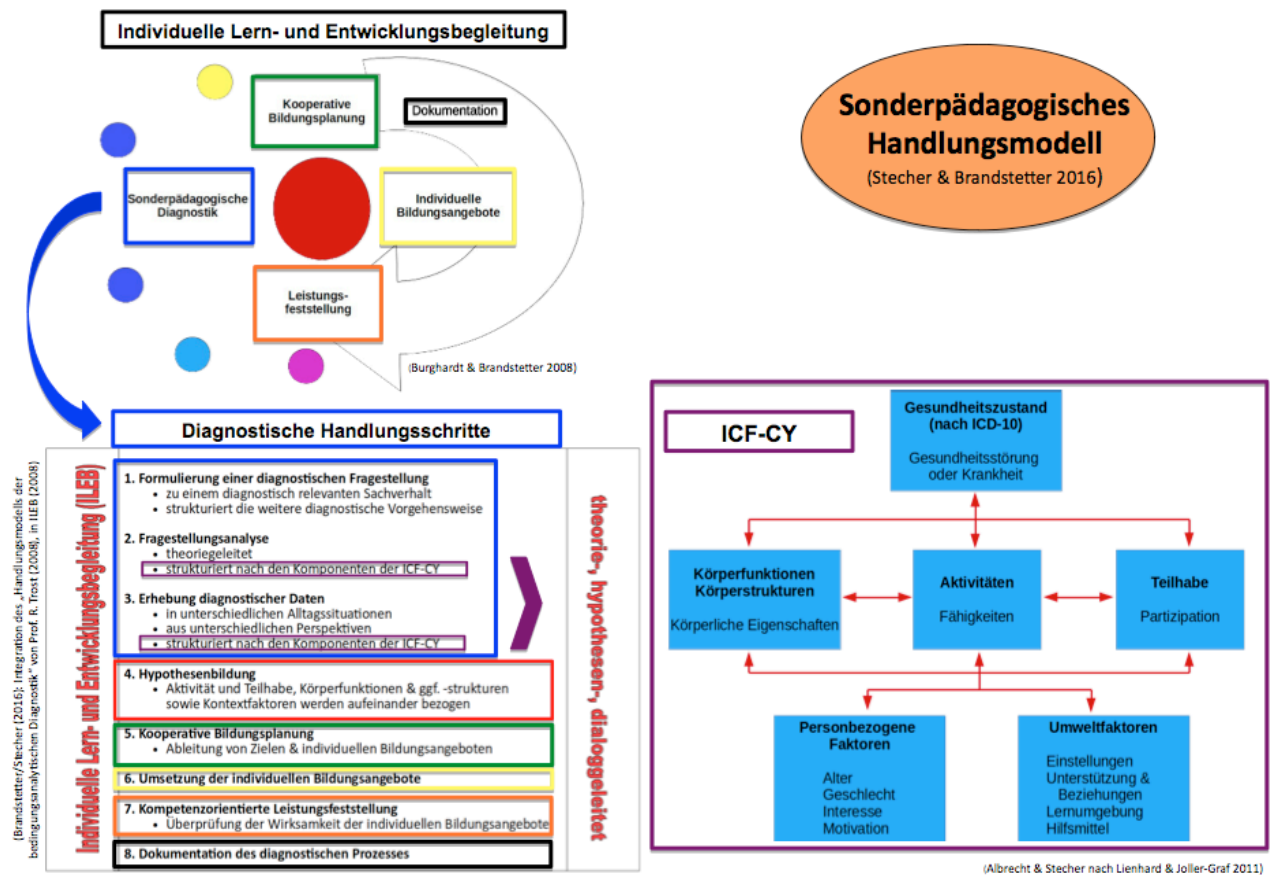 Individuelle Lern- und Entwicklungsbegleitung
Kooperative
Bildungsplanung
Dokumentation
Sonderpädagogische
Diagnostik
Individuelle
Bildungsangebote
Leistungs-
feststellung
(Burghardt & Brandstetter 2008)
Sonderpädagogisches
Handlungsmodell
(Stecher & Brandstetter 2016)
Diagnostische Handlungsschritte
(Brandstetter/Stecher (2016): Integration des „Handlungsmodells der
bedingungsanalytischen Diagnostik" von Prof. R. Trost (2008), in ILEB (2008)
Individuelle Lern- und Entwicklungsbegleitung (ILEB)
1. Formulierung einer diagnostischen Fragestellung
• zu einem diagnostisch relevanten Sachverhalt
• strukturiert die weitere diagnostische Vorgehensweise
2. Fragestellungsanalyse
• theoriegeleitet
• strukturiert nach den Komponenten der ICF-CY
3. Erhebung diagnostischer Daten
• in unterschiedlichen Alltagssituationen
• aus unterschiedlichen Perspektiven
• strukturiert nach den Komponenten der ICF-CY
4. Hypothesenbildung
• Aktivität und Teilhabe, Körperfunktionen & ggf. -strukturen
sowie Kontextfaktoren werden aufeinander bezogen
5. Kooperative Bildungsplanung
• Ableitung von Zielen & individuellen Bildungsangeboten
6. Umsetzung der individuellen Bildungsangebote
7. Kompetenzorientierte Leistungsfeststellung
• Überprüfung der Wirksamkeit der individuellen Bildungsangebote
8. Dokumentation des diagnostischen Prozesses
theorie-, hypothesen-, dialoggeleitet
ICF-CY
Gesundheitszustand
(nach ICD-10)
Gesundheitsstörung
oder Krankheit
Körperfunktionen
Körperstrukturen
Körperliche Eigenschaften
Aktivitäten
Fähigkeiten
Teilhabe
Partizipation
Personbezogene
Faktoren
Alter
Geschlecht
Interesse
Motivation
Umweltfaktoren
Einstellungen
Unterstützung &
Beziehungen
Lernumgebung
Hilfsmittel
(Albrecht & Stecher nach Lienhard & Joller-Graf 2011)